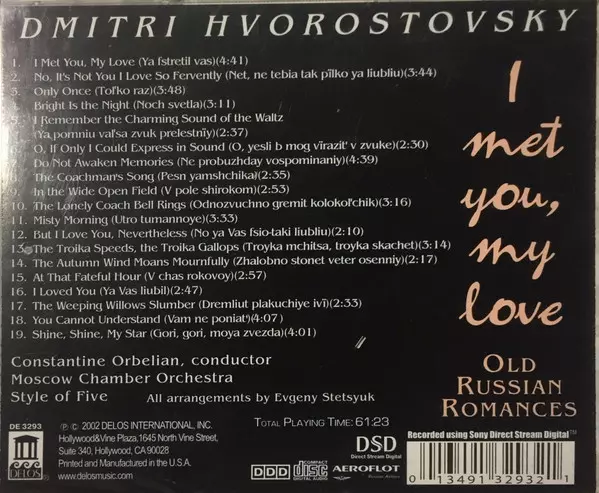 DMITRI HVOROSTOVSKY
1. I Met You, My Love (Ya fstretil vas)(4:41)
2. No, It's Not You I Love So Fervently (Net, ne tebia tak pīlko ya liubliu)(3:44)
3. Only Once (Tol'ko raz)(3:48)
Bright Is the Night (Noch svetla)(3:11)
5. I Remember the Charming Sound of the Waltz
(Ya pomniu val'sa zvuk prelestnīy)(2:37)
O, If Only I Could Express in Sound (O, yesli b mog vīrazit' v zvuke)(2:30)
Do Not Awaken Memories (Ne probuzhday vospominaniy)(4:39)
8. The Coachman's Song (Pesn yamshchika)(2:35)
9. In the Wide Open Field (V pole shirokom)(2:53)
10. The Lonely Coach Bell Rings (Odnozvuchno gremit kolokol'chik)(3:16)
11. Misty Morning (Utro tumannoye)(3:33)
12. But I Love You, Nevertheless (No ya Vas fsio-taki liubliu)(2:10)
13. The Troika Speeds, the Troika Gallops (Troyka mchitsa, troyka skachet)(3:14)
14. The Autumn Wind Moans Mournfully (Zhalobno stonet veter osenniy)(2:17)
15. At That Fateful Hour (V chas rokovoy)(2:57)
16. I Loved You (Ya Vas liubil)(2:47)
17. The Weeping Willows Slumber (Dremliut plakuchiye ivī)(2:33)
18. You Cannot Understand (Vam ne poniat')(4:07)
19. Shine, Shine, My Star (Gori, gori, moya zvezda)(4:01)
I
met
you,
my
love
OLD
RUSSIAN
ROMANCES
Constantine Orbelian, conductor
Moscow Chamber Orchestra
Style of Five All arrangements by Evgeny Stetsyuk
DE 3293
DELOS
℗ © 2002 DELOS INTERNATIONAL, INC.
Hollywood&Vine Plaza, 1645 North Vine Street,
Suite 340, Hollywood, CA 90028
Printed and Manufactured in the U.S.A.
www.delosmusic.com
TOTAL PLAYING TIME: 61:23
DDD
COMPACT
disc
DIGITAL AUDIO
DSD
Direct Stream Digital
AEROFLOT
Russian Airlines
Recorded using Sony Direct Stream Digital™
0 13491 32932 1